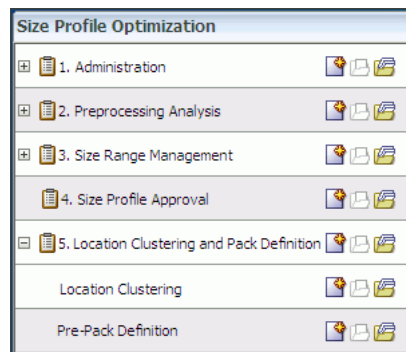 Size Profile Optimization
1. Administration
2. Preprocessing Analysis
3. Size Range Management
4. Size Profile Approval
5. Location Clustering and Pack Definition
Location Clustering
Pre-Pack Definition